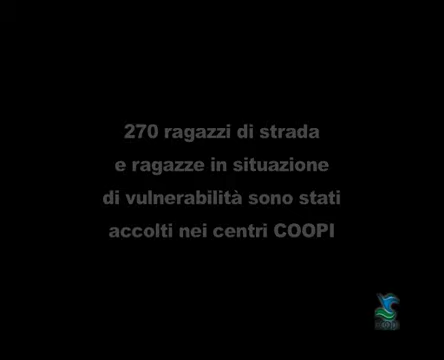 270 ragazzi di strada
e ragazze in situazione
di vulnerabilità sono stati
accolti nei centri COOPI